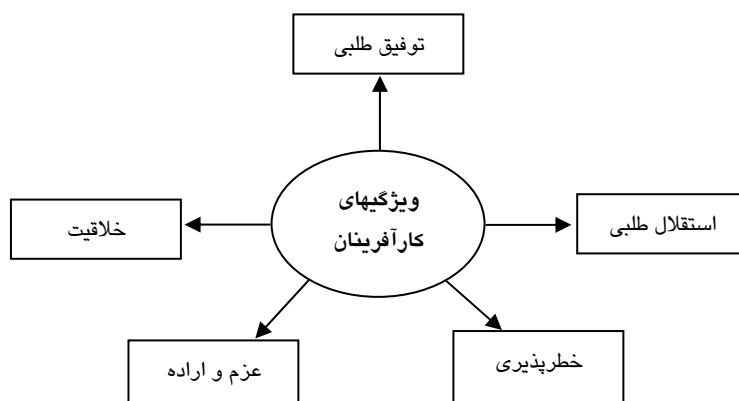 توفیق طلبی
ویژگیهای
کارآفرینان
استقلال طلبی
خلاقیت
خطرپذیری
عزم و اراده